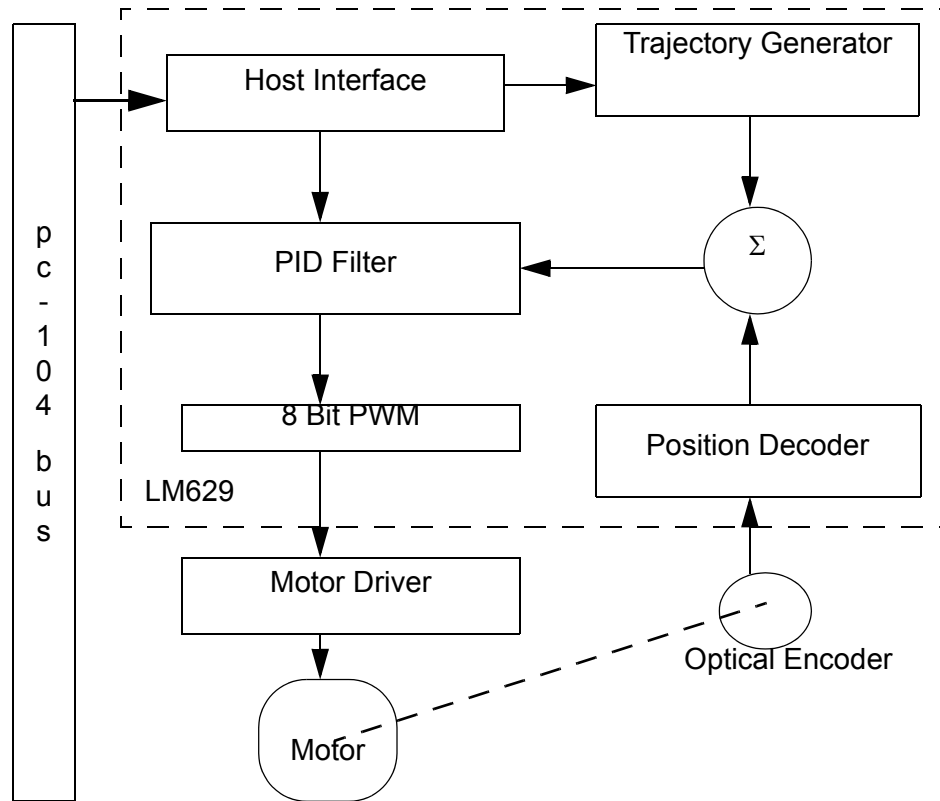 Trajectory Generator
Host Interface
p
c
-
1
0
4
b
u
s
Σ
PID Filter
8 Bit PWM
Position Decoder
LM629
Motor Driver
Optical Encoder
Motor